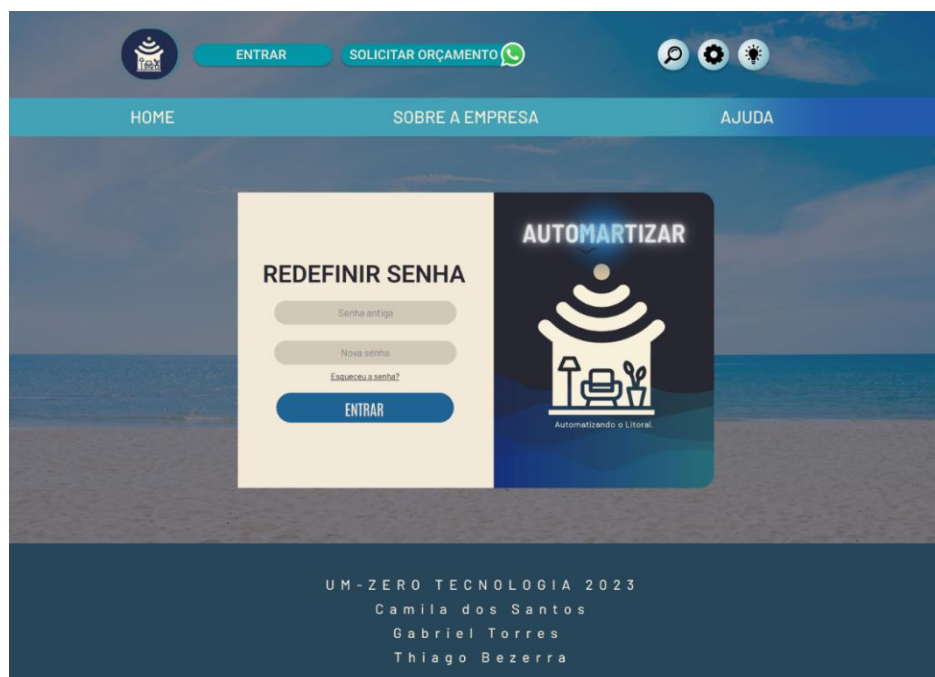 ENTRAR
SOLICITAR ORÇAMENTO
HOME
SOBRE A EMPRESA
AJUDA
REDEFINIR SENHA
Senha antiga
Nova senha
Esqueceu a senha?
ENTRAR
AUTOMARTIZAR
Automatizando o Litoral.
UM-ZERO TECNOLOGIA 2023
Camila dos Santos
Gabriel Torres
Thiago Bezerra